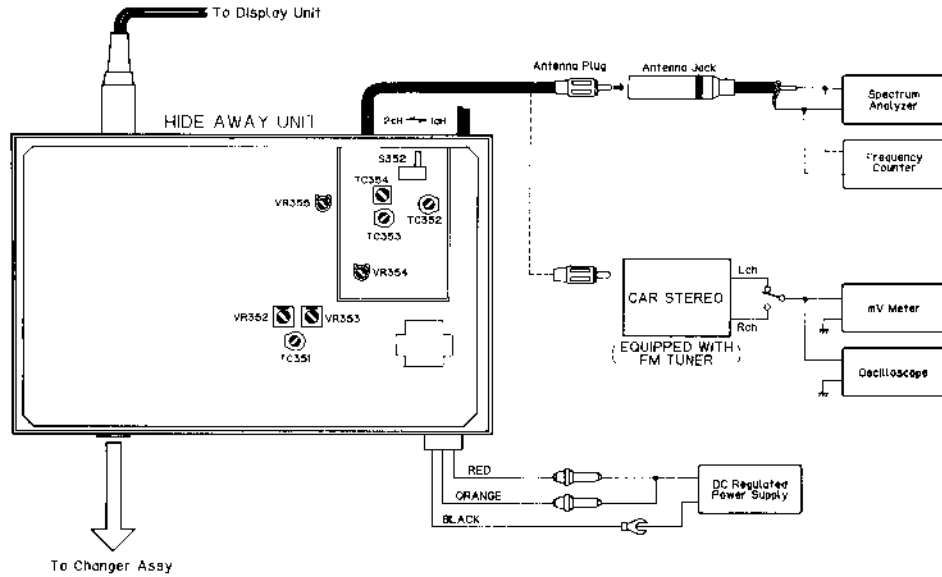 To Display Unit
Antenna Plug
Antenna Jack
Spectrum
Analyzer
HIDE AWAY UNIT
2cH 1cH
S352
Frequency
Counter
TC354
VR355
TC352
TC353
VR354
Lch
CAR STEREO
mV Meter
VR352
VR353
Rch
(EQUIPPED WITH
FM TUNER)
TC351
Oscilloscope
RED
DC Regulated
Power Supply
ORANGE
BLACK
To Changer Assy